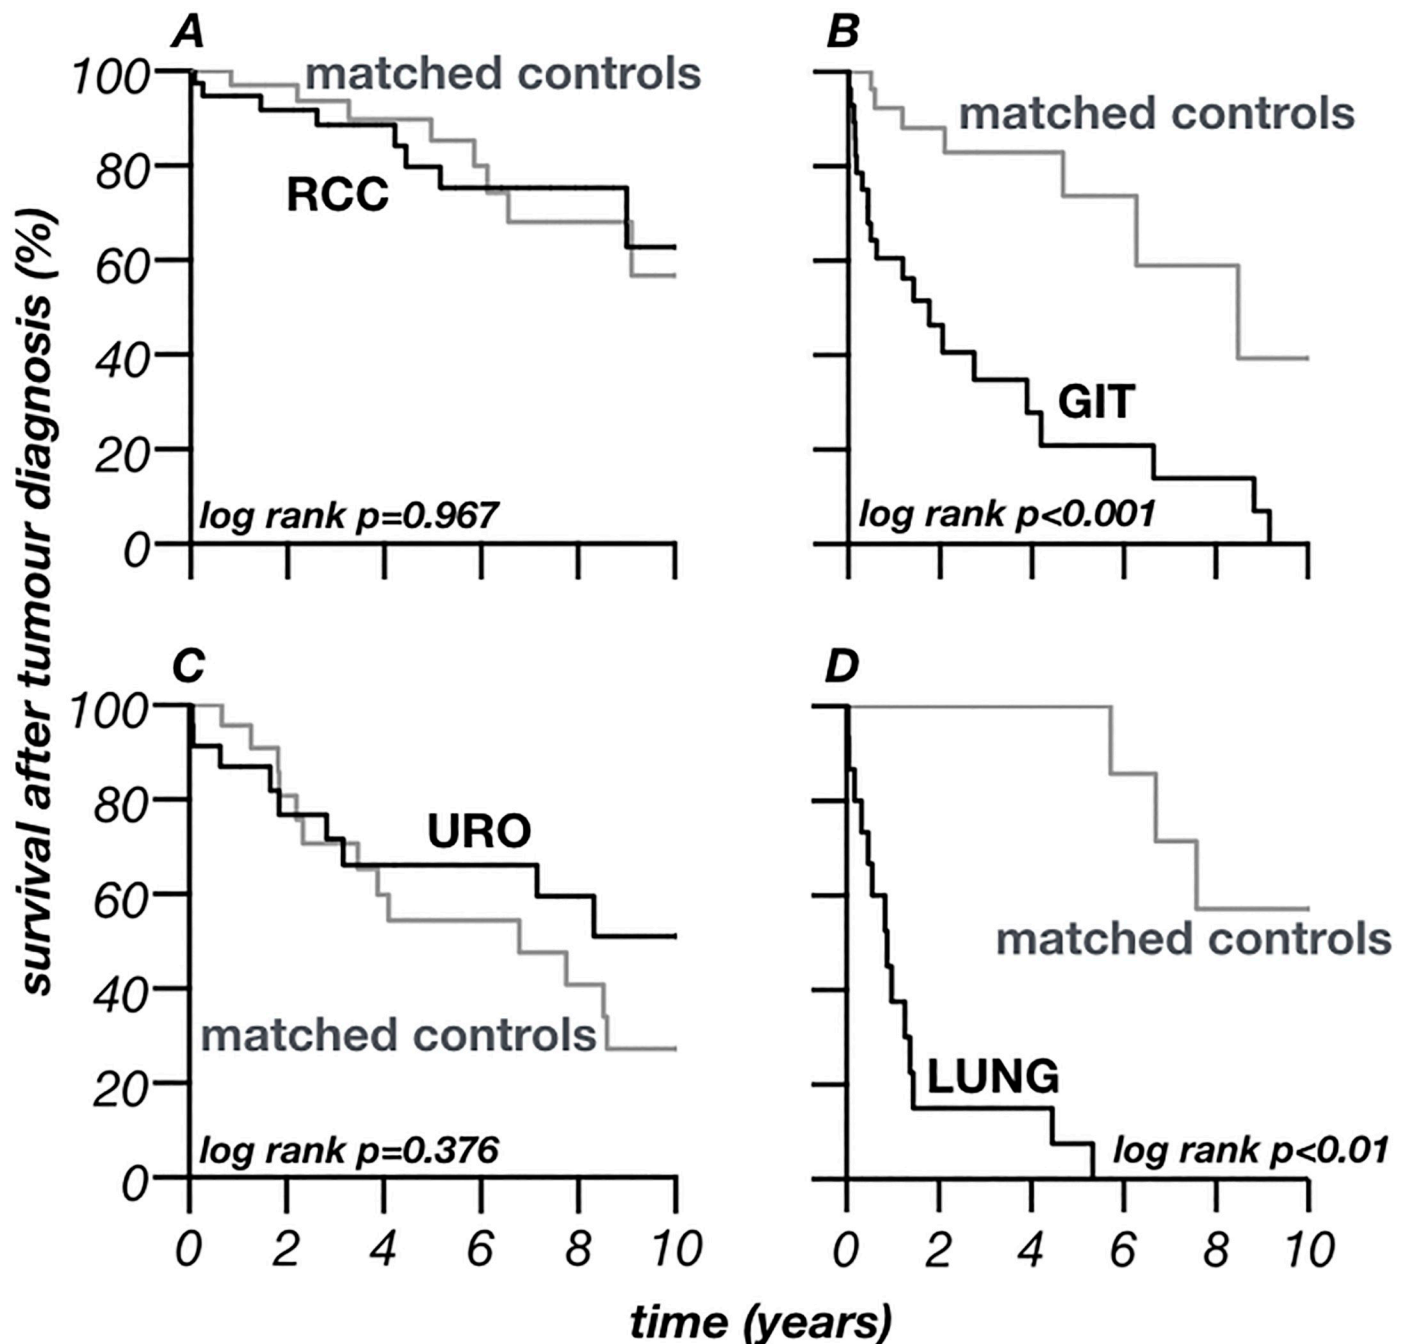 A
B
100
matched controls
matched controls
80
RCC
60
40
GIT
20
log rank p=0.967
log rank p<0.001
0
survival after tumour diagnosis (%)
C
D
100
80
URO
60
matched controls
40
matched controls
20
LUNG
log rank p=0.376
log rank p<0.01
0
0 2 4 6 8 10
0 2 4 6 8 10
time (years)